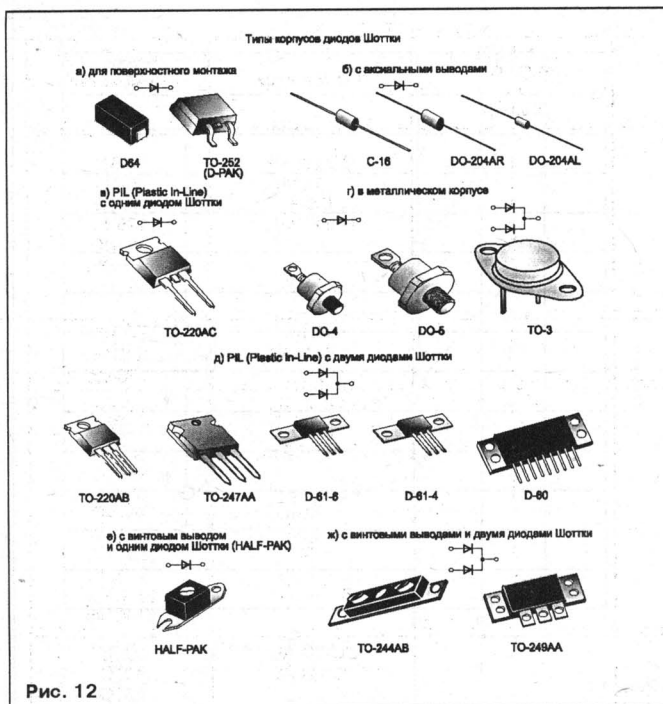 Типы корпусов диодов Шоттки
а) для поверхностного монтажа
б) с аксиальными выводами
D64
TO-252
(D-PAK)
C-16
DO-204AR
DO-204AL
в) PIL (Plastic In-Line)
с одним диодом Шоттки
г) в металлическом корпусе
TO-220AC
DO-4
DO-5
TO-3
д) PIL (Plastic In-Line) с двумя диодами Шоттки
TO-220AB
TO-247AA
D-61-6
D-61-4
D-60
е) с винтовым выводом
и одним диодом Шоттки (HALF-PAK)
ж) с винтовыми выводами и двумя диодами Шоттки
HALF-PAK
TO-244AB
TO-249AA
Рис. 12